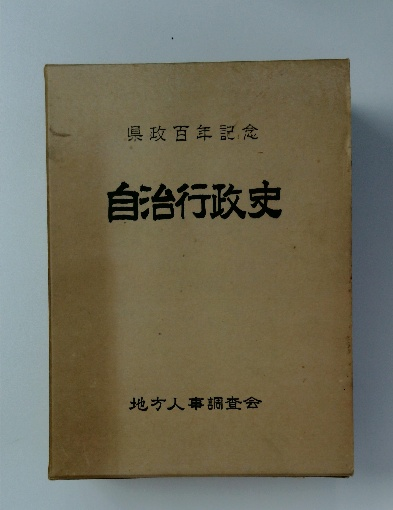 県政百年記念
自治行政史
地方人事調査会